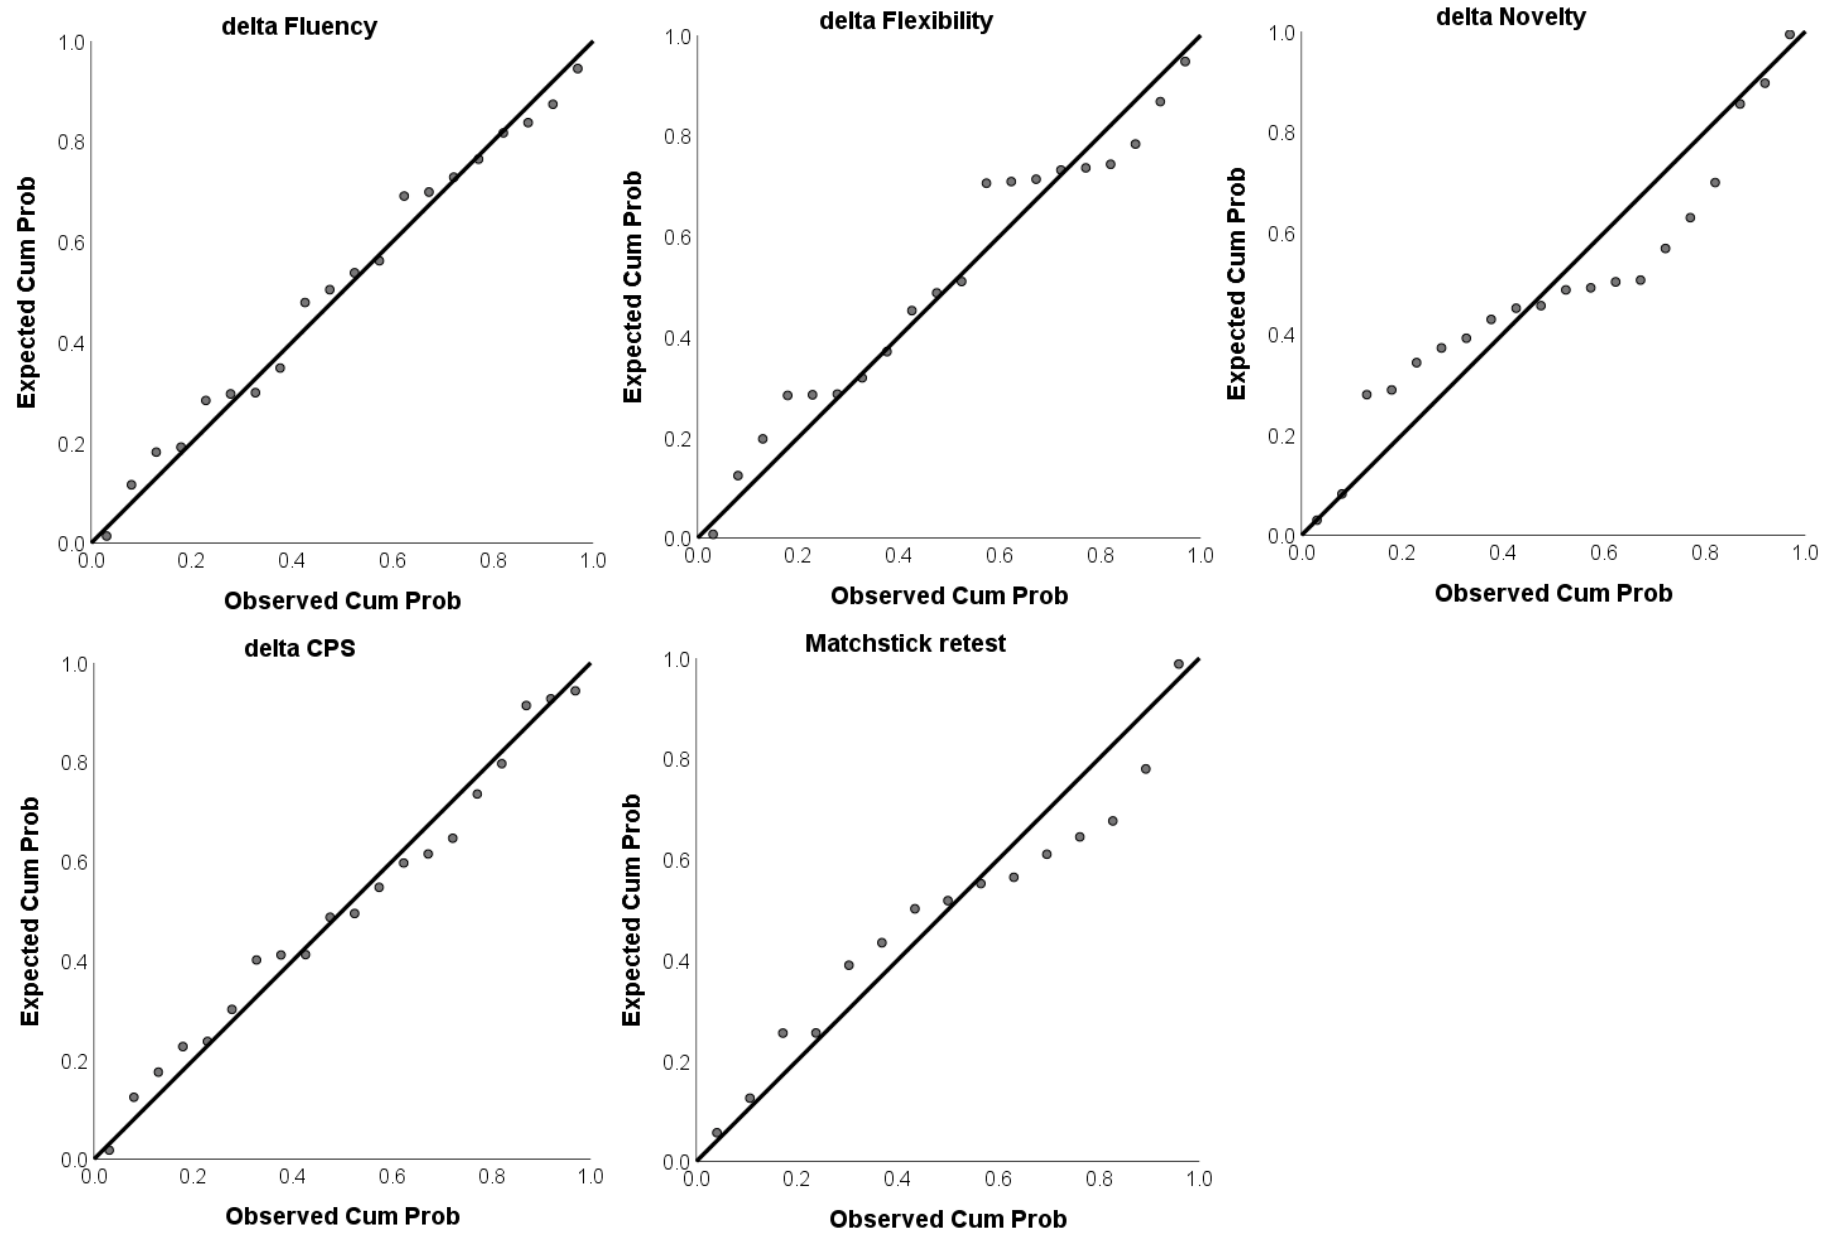 delta Fluency
1.0
0.8
0.6
0.4
0.2
0.0
0.0 0.2 0.4 0.6 0.8 1.0
Expected Cum Prob
Observed Cum Prob
delta Flexibility
1.0
0.8
0.6
0.4
0.2
0.0
0.0 0.2 0.4 0.6 0.8 1.0
Expected Cum Prob
Observed Cum Prob
delta Novelty
1.0
0.8
0.6
0.4
0.2
0.0
0.0 0.2 0.4 0.6 0.8 1.0
Expected Cum Prob
Observed Cum Prob
delta CPS
1.0
0.8
0.6
0.4
0.2
0.0
0.0 0.2 0.4 0.6 0.8 1.0
Expected Cum Prob
Observed Cum Prob
Matchstick retest
1.0
0.8
0.6
0.4
0.2
0.0
0.0 0.2 0.4 0.6 0.8 1.0
Expected Cum Prob
Observed Cum Prob